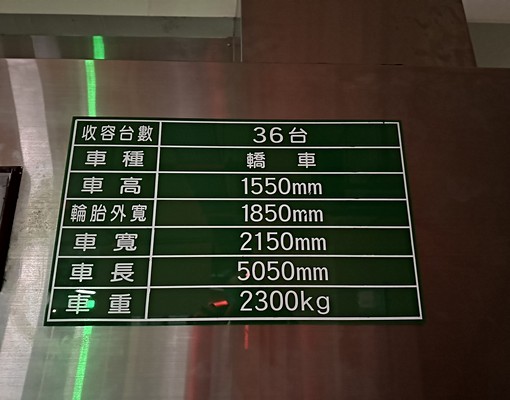 收容台數 36台
車種 轎車
車高 1550mm
輪胎外寬 1850mm
車寬 2150mm
車長 5050mm
車重 2300kg